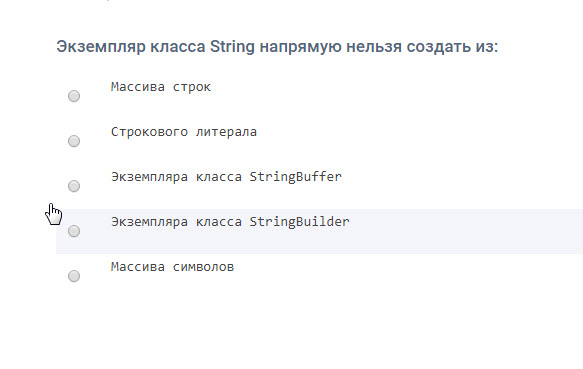 Экземпляр класса String напрямую нельзя создать из:
Массива строк
Строкового литерала
Экземпляра класса StringBuffer
Экземпляра класса StringBuilder
Массива символов